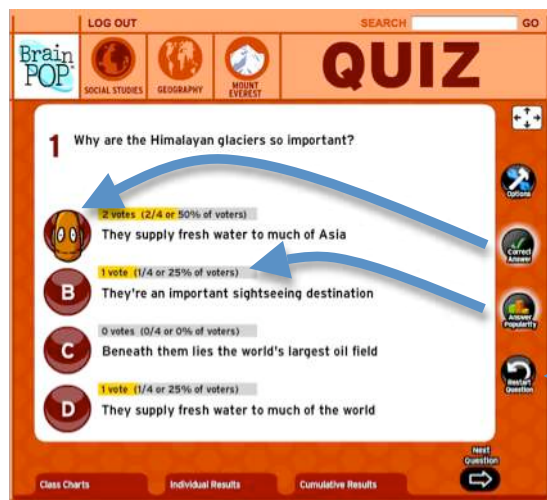 LOG OUT
SEARCH
GO
Brain
POP
SOCIAL STUDIES
GEOGRAPHY
MOUNT
EVEREST
QUIZ
1 Why are the Himalayan glaciers so important?
Options
2 votes (2/4 or 50% of voters)
They supply fresh water to much of Asia
Correct
Answer
1 vote (1/4 or 25% of voters)
B They're an important sightseeing destination
Answer
Popularity
0 votes (0/4 or 0% of voters)
C Beneath them lies the world's largest oil field
Restart
Question
1 vote (1/4 or 25% of voters)
D They supply fresh water to much of the world
Next
Question
Class Charts
Individual Results
Cumulative Results